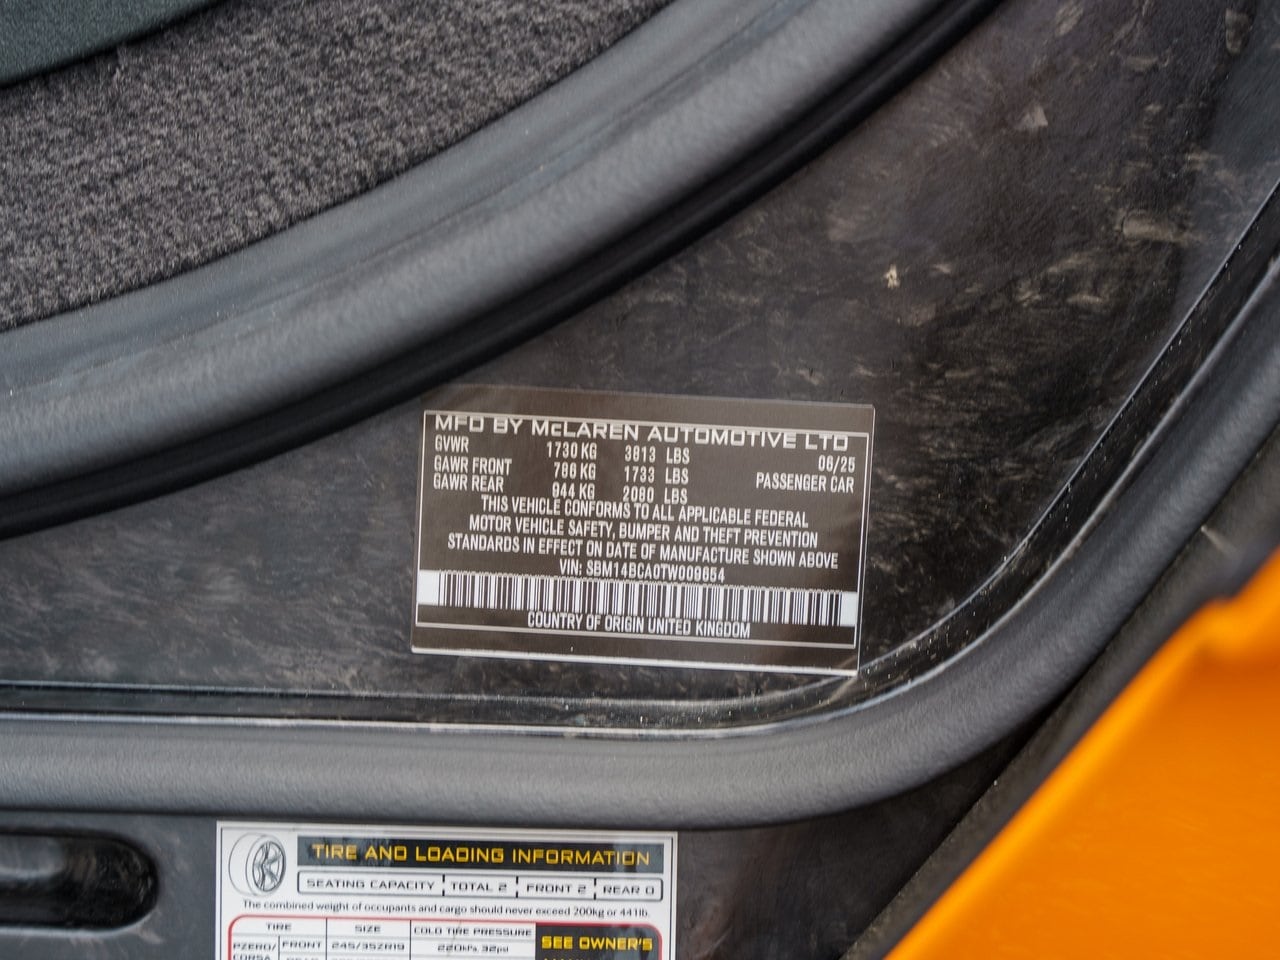 MFD BY McLAREN AUTOMOTIVE LTD
GVWR 1730 KG 3813 LBS 06/25
GAWR FRONT 786 KG 1733 LBS PASSENGER CAR
GAWR REAR 944 KG 2080 LBS
THIS VEHICLE CONFORMS TO ALL APPLICABLE FEDERAL
MOTOR VEHICLE SAFETY, BUMPER AND THEFT PREVENTION
STANDARDS IN EFFECT ON DATE OF MANUFACTURE SHOWN ABOVE
VIN: SBM14BCA0TW009654
COUNTRY OF ORIGIN UNITED KINGDOM
TIRE AND LOADING INFORMATION
SEATING CAPACITY TOTAL 2 FRONT 2 REAR 0
The combined weight of occupants and cargo should never exceed 200kg or 441lb.
TIRE SIZE COLD TIRE PRESSURE
PZERO/ FRONT 245/35ZR19 220kPa, 32psi SEE OWNER'S
CORSA